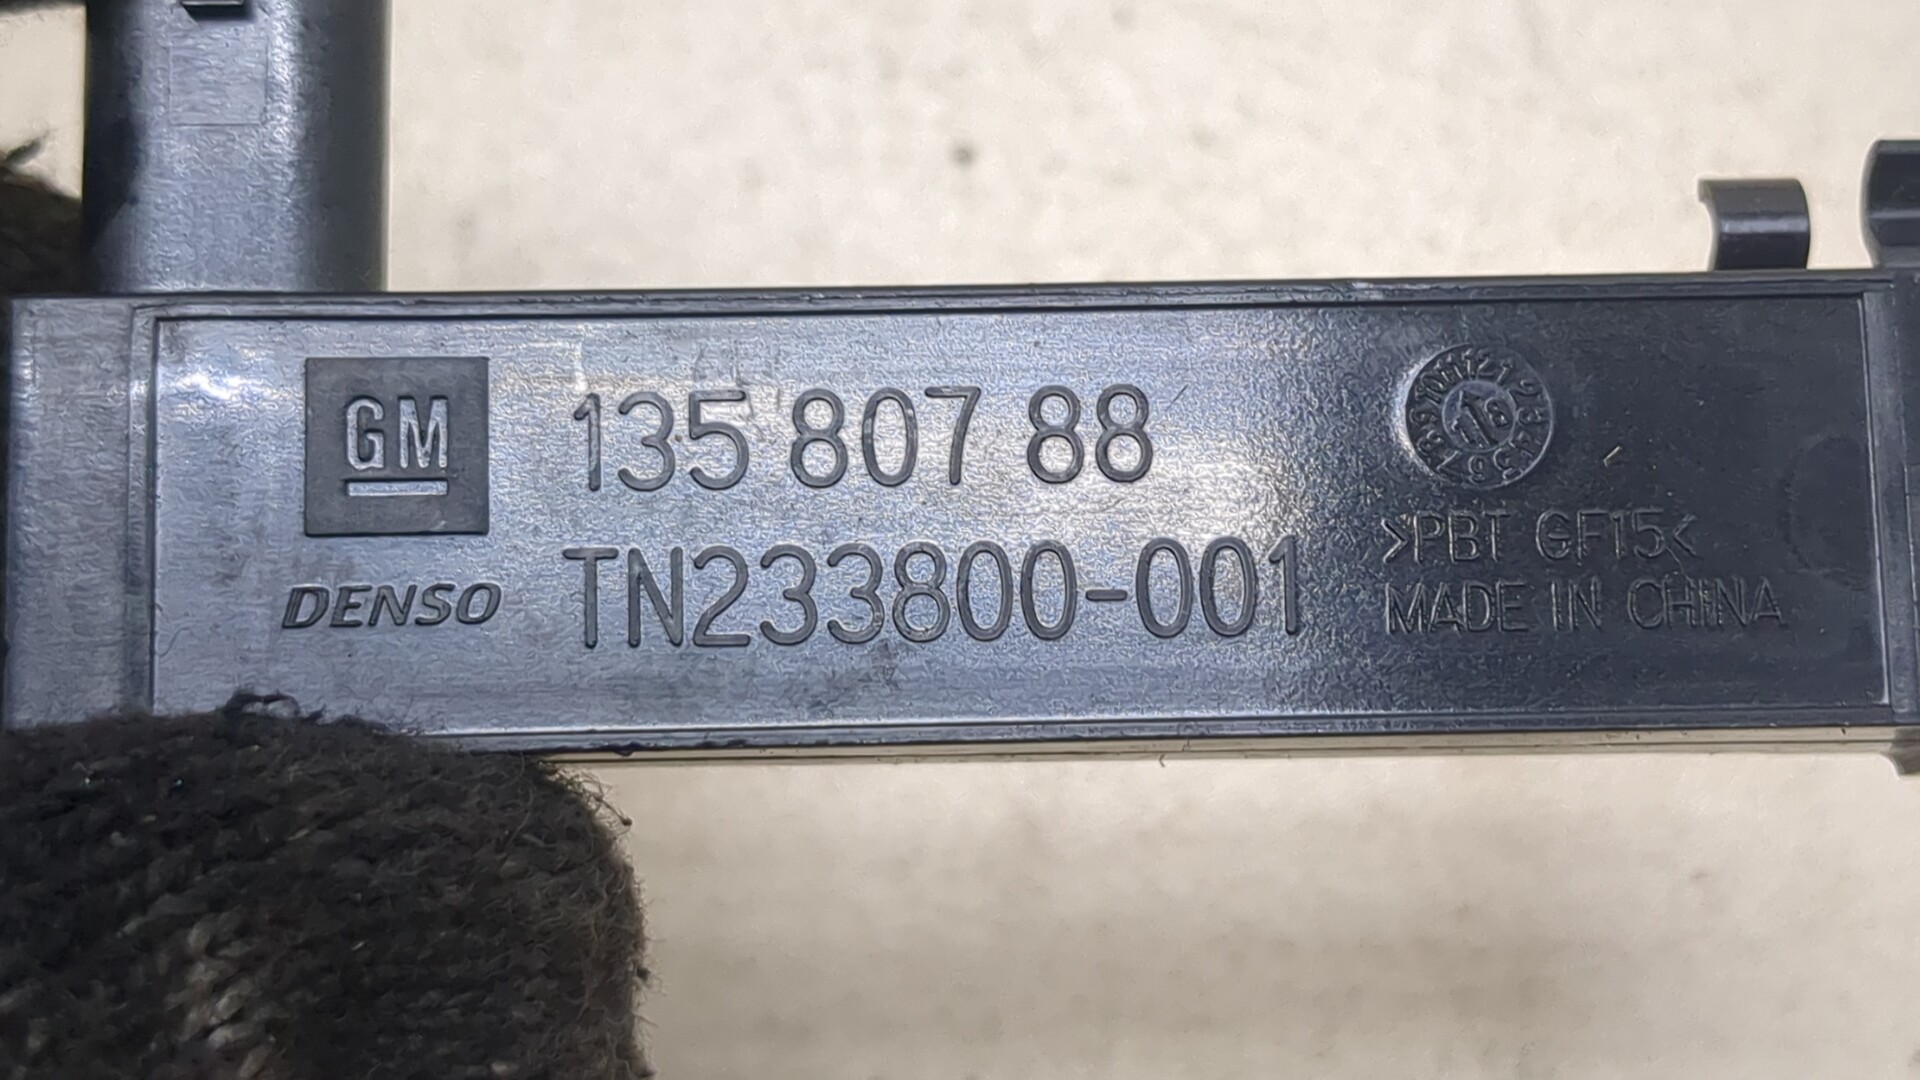 GM
135 807 88
DENSO
TN233800-001
>PBT GF15<
MADE IN CHINA